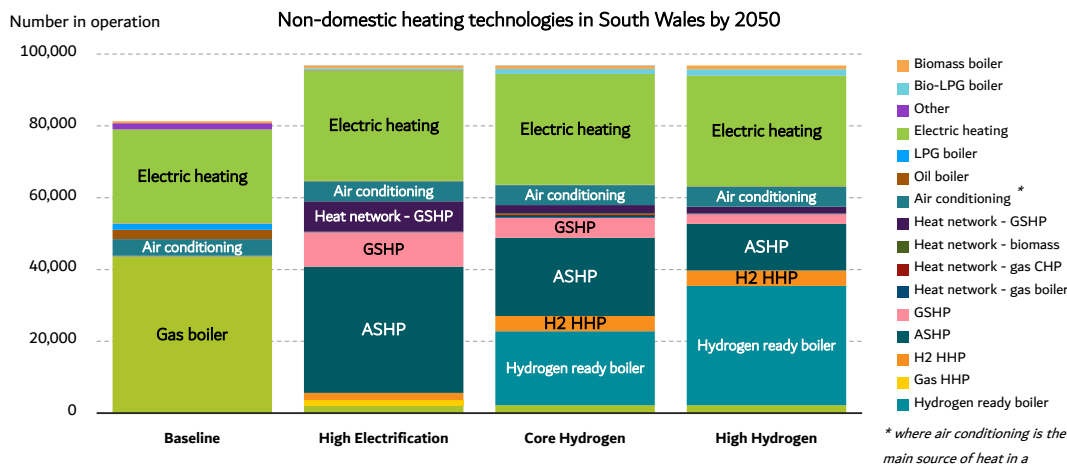 Number in operation
Non-domestic heating technologies in South Wales by 2050
100,000
80,000
60,000
40,000
20,000
0
Electric heating
Air conditioning
Gas boiler
Electric heating
Air conditioning
Heat network - GSHP
GSHP
ASHP
Electric heating
Air conditioning
GSHP
ASHP
H2 HHP
Hydrogen ready boiler
Electric heating
Air conditioning
ASHP
H2 HHP
Hydrogen ready boiler
Baseline
High Electrification
Core Hydrogen
High Hydrogen
Biomass boiler
Bio-LPG boiler
Other
Electric heating
LPG boiler
Oil boiler
Air conditioning *
Heat network - GSHP
Heat network - biomass
Heat network - gas CHP
Heat network - gas boiler
GSHP
ASHP
H2 HHP
Gas HHP
Hydrogen ready boiler
* where air conditioning is the
main source of heat in a